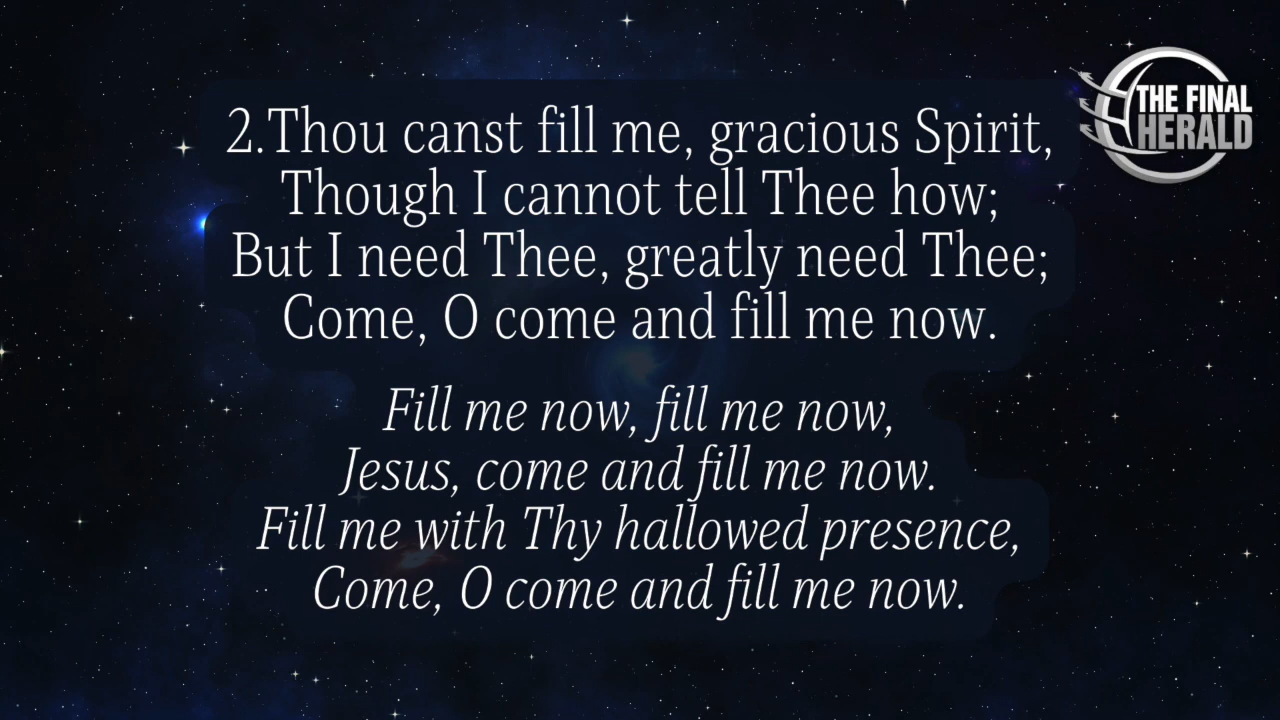 2.Thou canst fill me, gracious Spirit,
Though I cannot tell Thee how;
But I need Thee, greatly need Thee;
Come, O come and fill me now.
Fill me now, fill me now,
Jesus, come and fill me now.
Fill me with Thy hallowed presence,
Come, O come and fill me now.
THE FINAL
HERALD